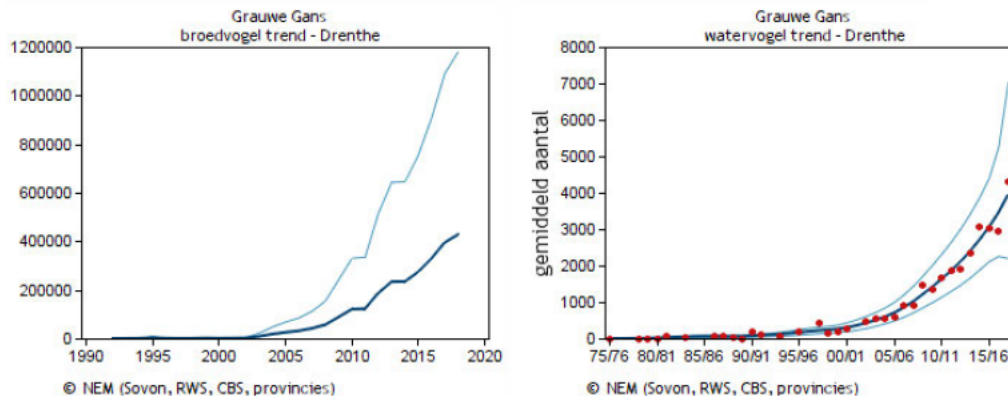 Grauwe Gans
broedvogel trend - Drenthe
1200000
1000000
800000
600000
400000
200000
0
1990 1995 2000 2005 2010 2015 2020
© NEM (Sovon, RWS, CBS, provincies)
Grauwe Gans
watervogel trend - Drenthe
gemiddeld aantal
8000
7000
6000
5000
4000
3000
2000
1000
0
75/76 80/81 85/86 90/91 95/96 00/01 05/06 10/11 15/16
© NEM (Sovon, RWS, CBS, provincies)